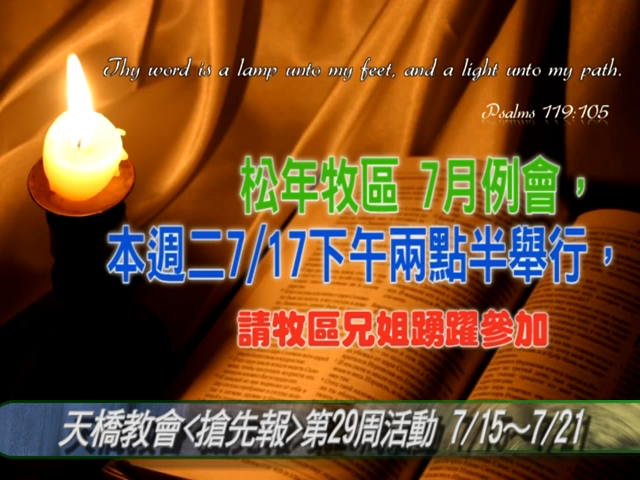 Thy word is a lamp unto my feet, and a light unto my path.
Psalms 119:105
松年牧區 7月例會，
本週二7/17下午兩點半舉行，
請牧區兄姐踴躍參加
天橋教會<搶先報>第29周活動 7/15～7/21